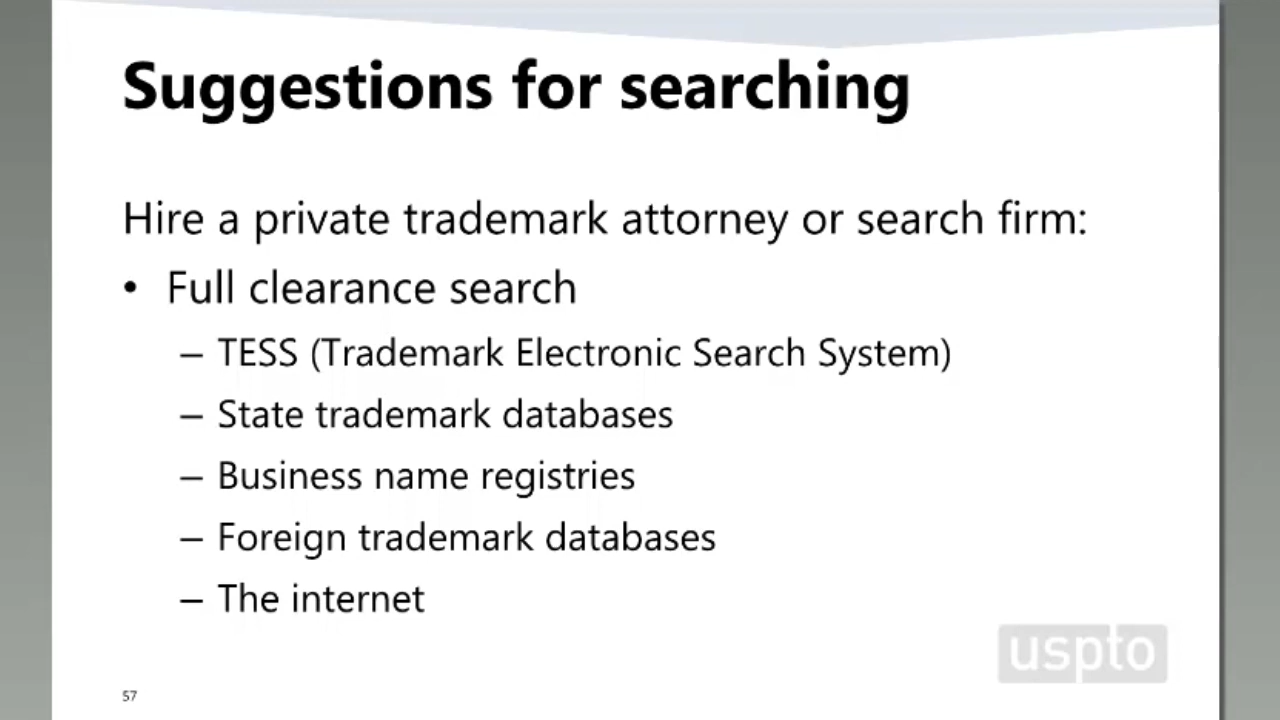 Suggestions for searching
Hire a private trademark attorney or search firm:
• Full clearance search
– TESS (Trademark Electronic Search System)
– State trademark databases
– Business name registries
– Foreign trademark databases
– The internet
uspto
57